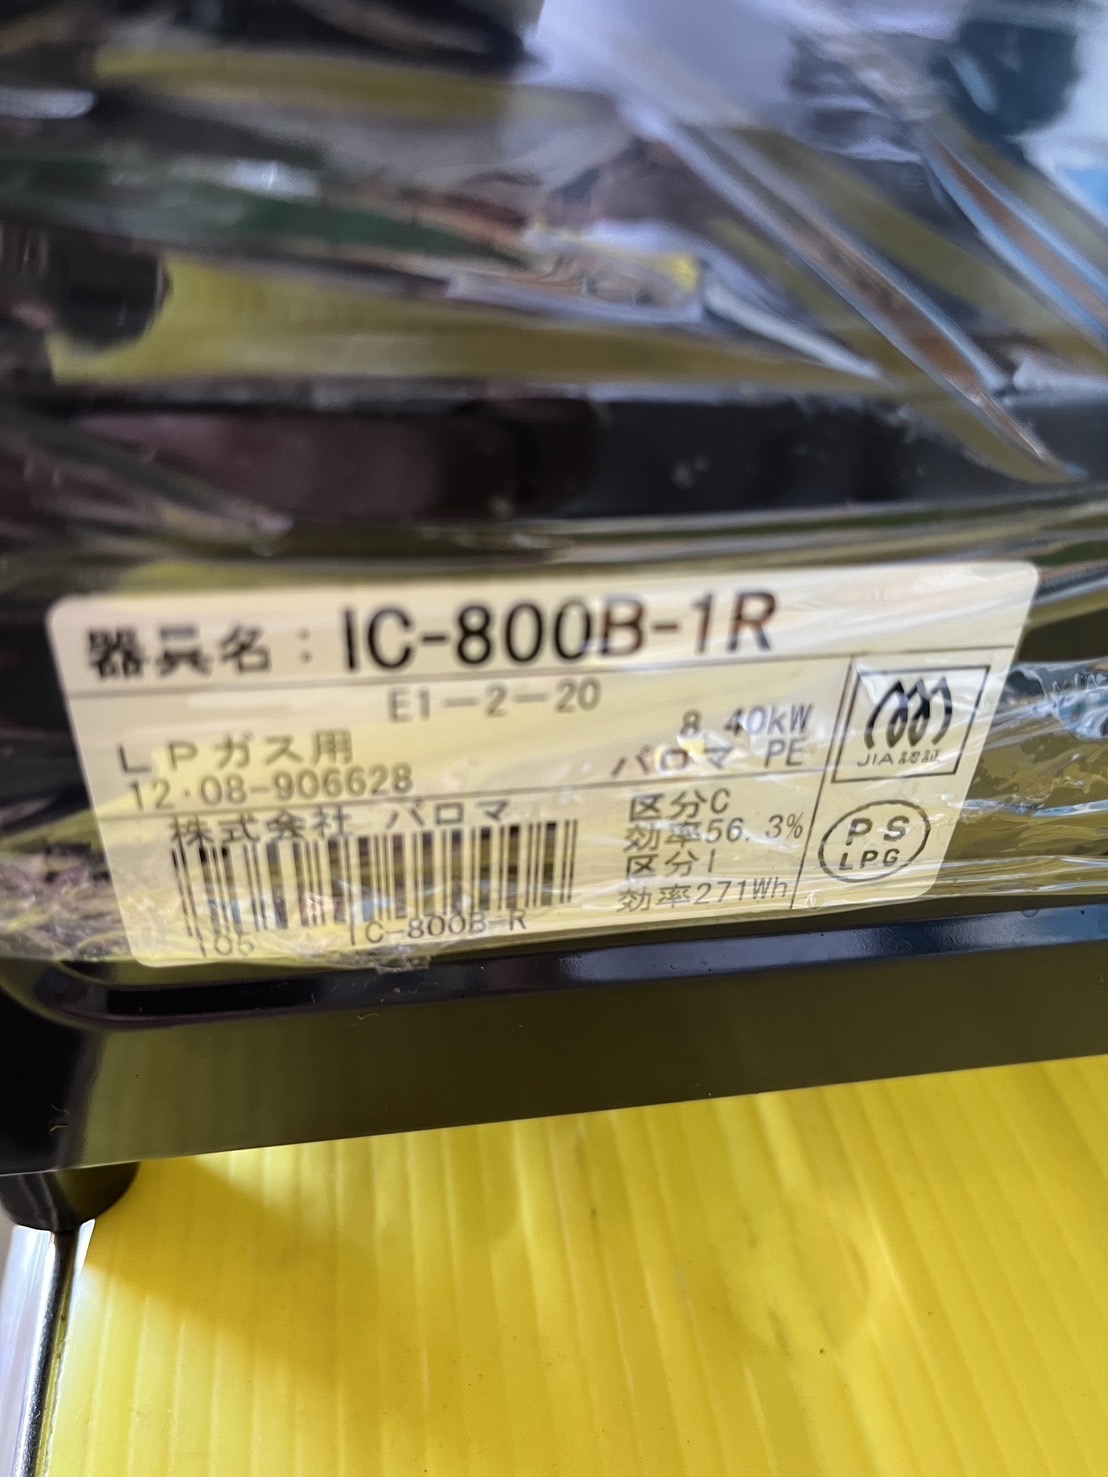 器具名：IC-800B-1R
E1-2-20
LPガス用 8.40kW
12・08-906628 パロマ PE
株式会社 パロマ
区分C
効率56.3%
区分I
効率271Wh
106 IC-800B-R
JIA認証
PS
LPG